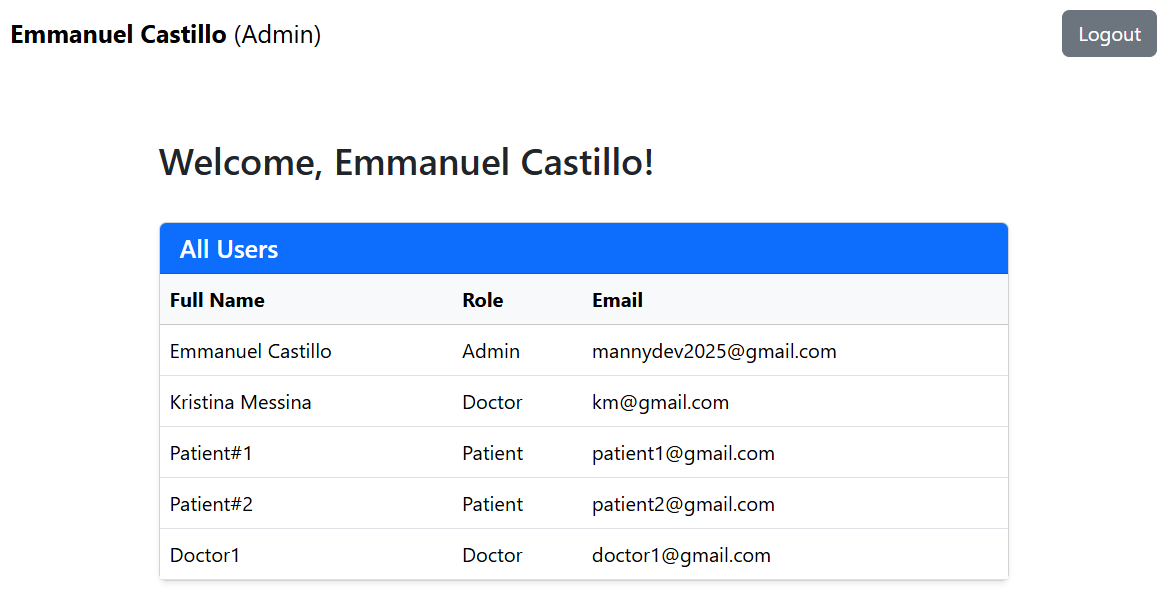 Emmanuel Castillo (Admin) Logout
Welcome, Emmanuel Castillo!
All Users
Full Name Role Email
Emmanuel Castillo Admin mannydev2025@gmail.com
Kristina Messina Doctor km@gmail.com
Patient#1 Patient patient1@gmail.com
Patient#2 Patient patient2@gmail.com
Doctor1 Doctor doctor1@gmail.com